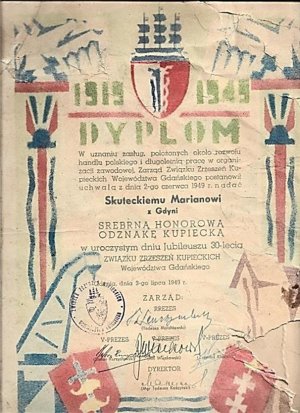 1919 1949
DYPLOM
W uznaniu zasług, położonych około rozwoju
handlu polskiego i długoletnią pracę w organi-
zacji zawodowej, Zarząd Związku Zrzeszeń Ku-
pieckich Województwa Gdańskiego postanowił
uchwałą z dnia 2-go czerwca 1949 r. nadać
Skuteckiemu Marianowi
z Gdyni
SREBRNĄ HONOROWĄ
ODZNAKĘ KUPIECKĄ
w uroczystym dniu Jubileuszu 30-lecia
ZWIĄZKU ZRZESZEŃ KUPIECKICH
Województwa Gdańskiego
dnia 3-go lipca 1949 r.
ZARZĄD:
PREZES
V-PREZES V-PREZES V-PREZES
DYREKTOR